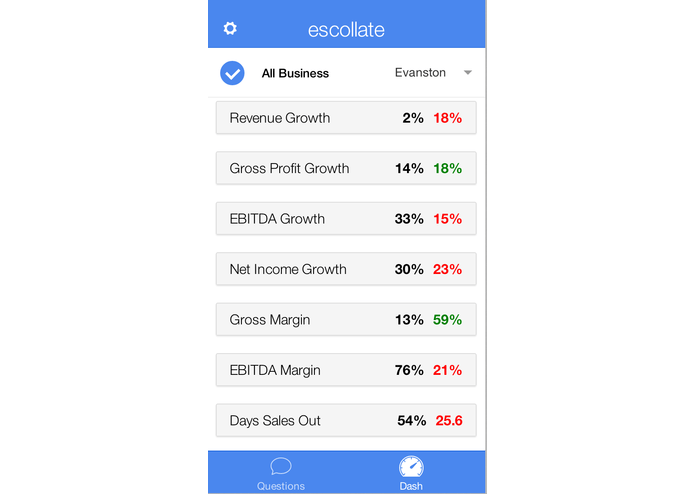 escollate
All Business Evanston
Revenue Growth 2% 18%
Gross Profit Growth 14% 18%
EBITDA Growth 33% 15%
Net Income Growth 30% 23%
Gross Margin 13% 59%
EBITDA Margin 76% 21%
Days Sales Out 54% 25.6
Questions Dash